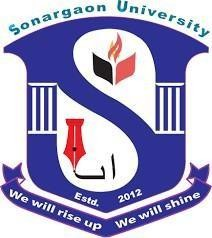 Sonargaon University
Estd. 2012
We will rise up We will shine